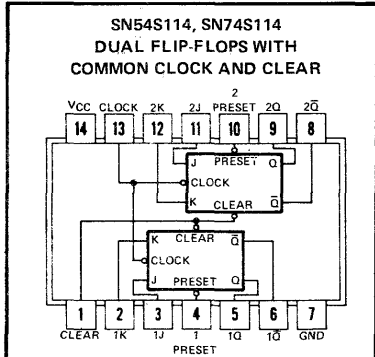 SN54S114, SN74S114
DUAL FLIP-FLOPS WITH
COMMON CLOCK AND CLEAR
2
VCC CLOCK 2K 2J PRESET 2Q 2Q̅
14 13 12 11 10 9 8
PRESET
J Q
CLOCK
K Q̅
CLEAR
K CLEAR Q̅
CLOCK
J PRESET Q
1 2 3 4 5 6 7
CLEAR 1K 1J 1 1Q 1Q̅ GND
PRESET